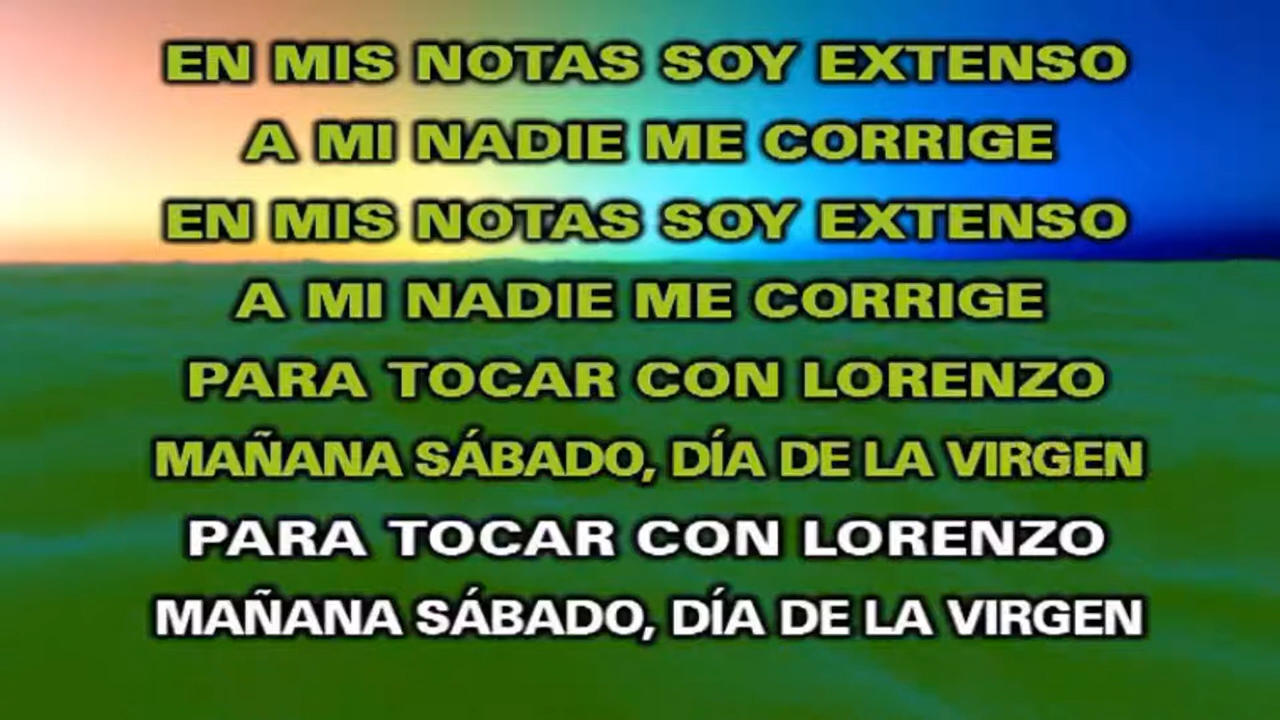 EN MIS NOTAS SOY EXTENSO
A MI NADIE ME CORRIGE
EN MIS NOTAS SOY EXTENSO
A MI NADIE ME CORRIGE
PARA TOCAR CON LORENZO
MAÑANA SÁBADO, DÍA DE LA VIRGEN
PARA TOCAR CON LORENZO
MAÑANA SÁBADO, DÍA DE LA VIRGEN